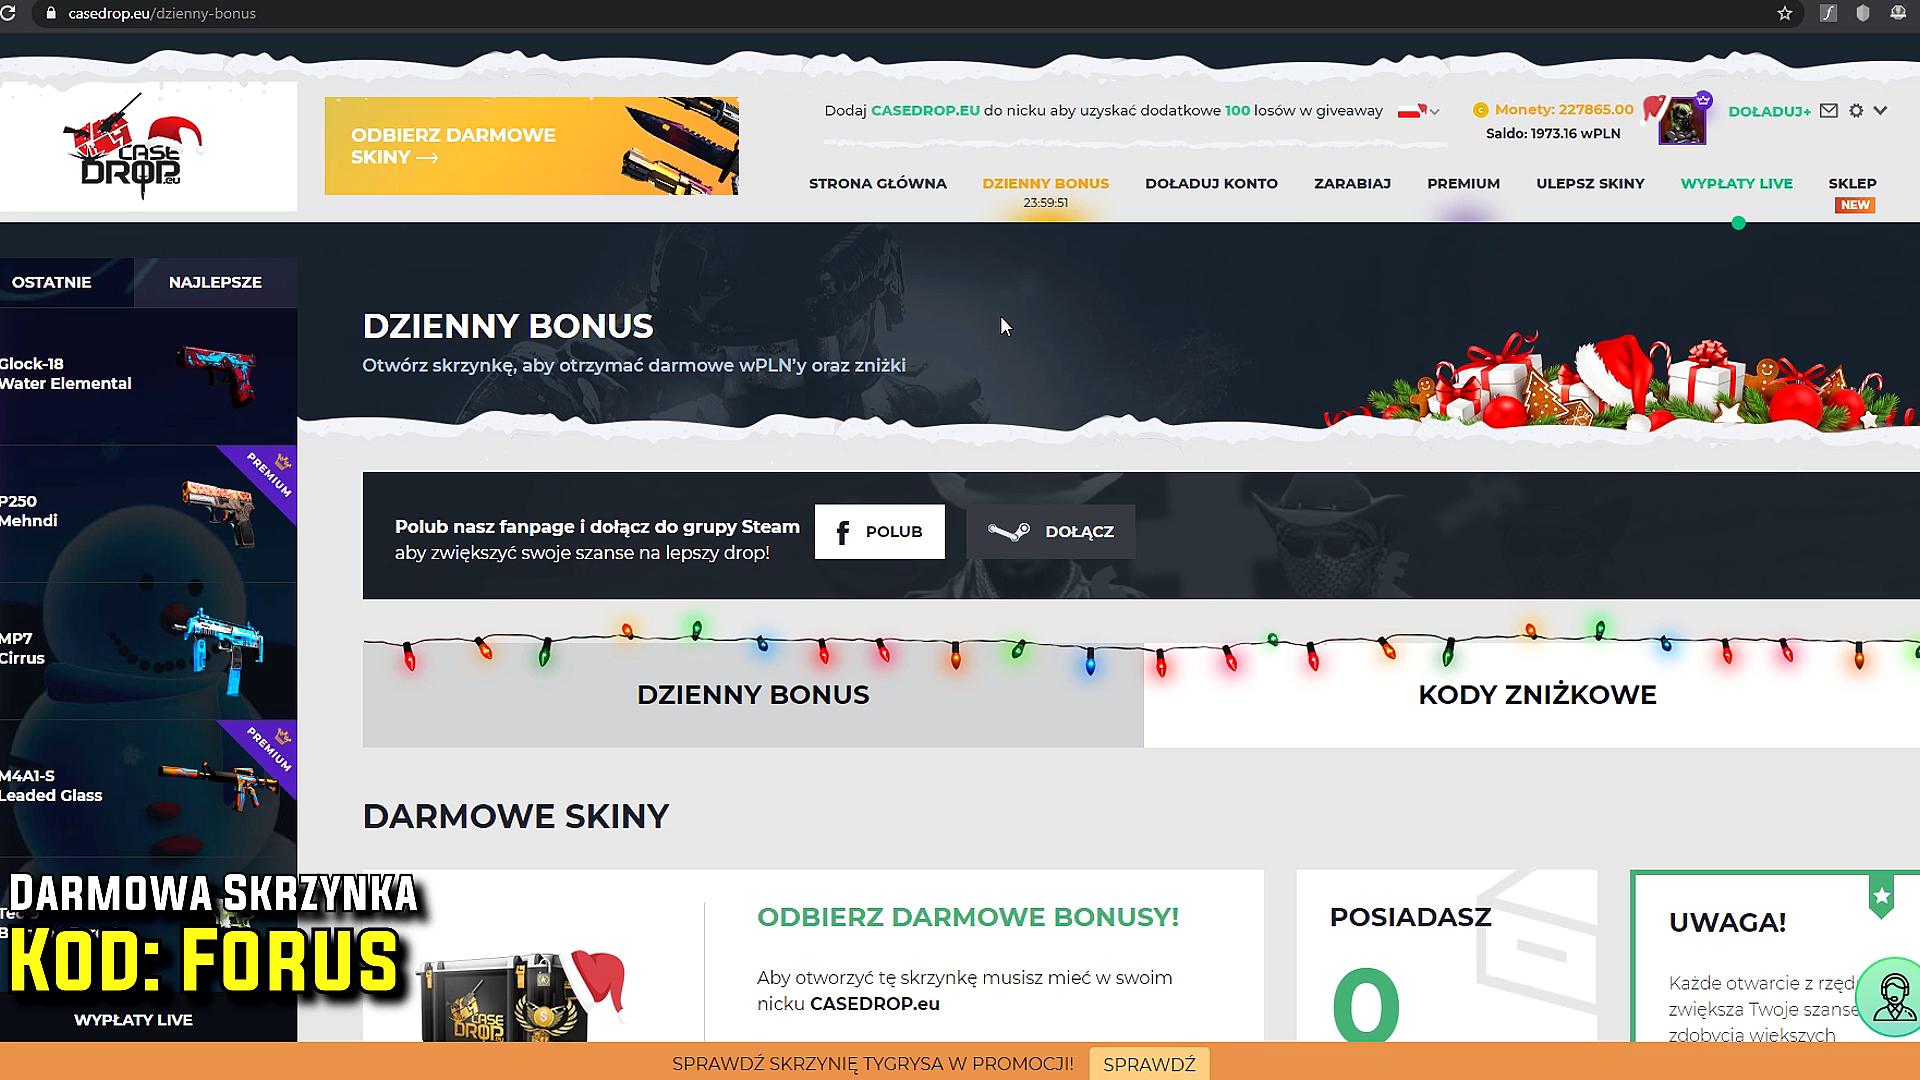 casedrop.eu/dzienny-bonus
CASE
DROP.eu
ODBIERZ DARMOWE
SKINY
Dodaj CASEDROP.EU do nicku aby uzyskać dodatkowe 100 losów w giveaway
Monety: 227865.00
Saldo: 1973.16 wPLN
DOŁADUJ+
STRONA GŁÓWNA
DZIENNY BONUS
23:59:51
DOŁADUJ KONTO
ZARABIAJ
PREMIUM
ULEPSZ SKINY
WYPŁATY LIVE
SKLEP
NEW
OSTATNIE
NAJLEPSZE
Glock-18
Water Elemental
P250
Mehndi
PREMIUM
MP7
Cirrus
M4A1-S
Leaded Glass
PREMIUM
DARMOWA SKRZYNKA
KOD: FORUS
WYPŁATY LIVE
DZIENNY BONUS
Otwórz skrzynkę, aby otrzymać darmowe wPLN'y oraz zniżki
Polub nasz fanpage i dołącz do grupy Steam
aby zwiększyć swoje szanse na lepszy drop!
POLUB
DOŁĄCZ
DZIENNY BONUS
KODY ZNIŻKOWE
DARMOWE SKINY
CASE
DROP
ODBIERZ DARMOWE BONUSY!
Aby otworzyć tę skrzynkę musisz mieć w swoim
nicku CASEDROP.eu
POSIADASZ
0
UWAGA!
Każde otwarcie z rzęd
zwiększa Twoje szanse
zdobycia większych
SPRAWDŹ SKRZYNIĘ TYGRYSA W PROMOCJI!
SPRAWDŹ